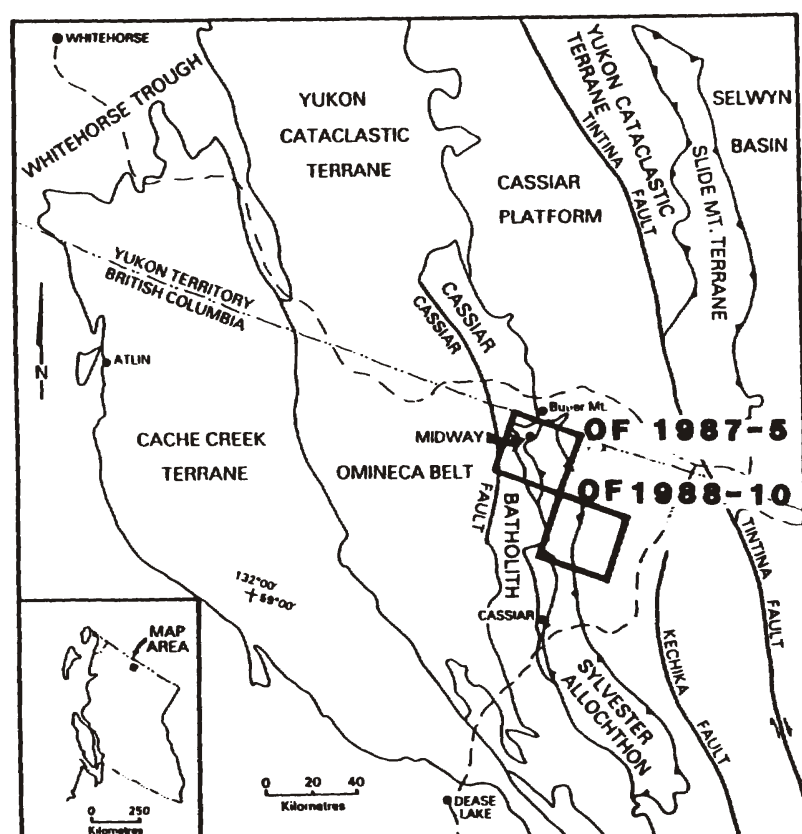 WHITEHORSE
WHITEHORSE TROUGH
YUKON
CATACLASTIC
TERRANE
YUKON CATACLASTIC
TERRANE
TINTINA
FAULT
SELWYN
BASIN
SLIDE MT. TERRANE
CASSIAR
PLATFORM
YUKON TERRITORY
BRITISH COLUMBIA
CASSIAR
CASSIAR
N
ATLIN
MIDWAY
OF 1987-5
CACHE CREEK
TERRANE
OMINECA BELT
FAULT
BATHOLITH
OF 1988-10
TINTINA
FAULT
132°00'
59°00'
CASSIAR
KECHIKA
FAULT
SYLVESTER
ALLOCHTHON
MAP
AREA
0 250
Kilometres
0 20 40
Kilometres
DEASE
LAKE